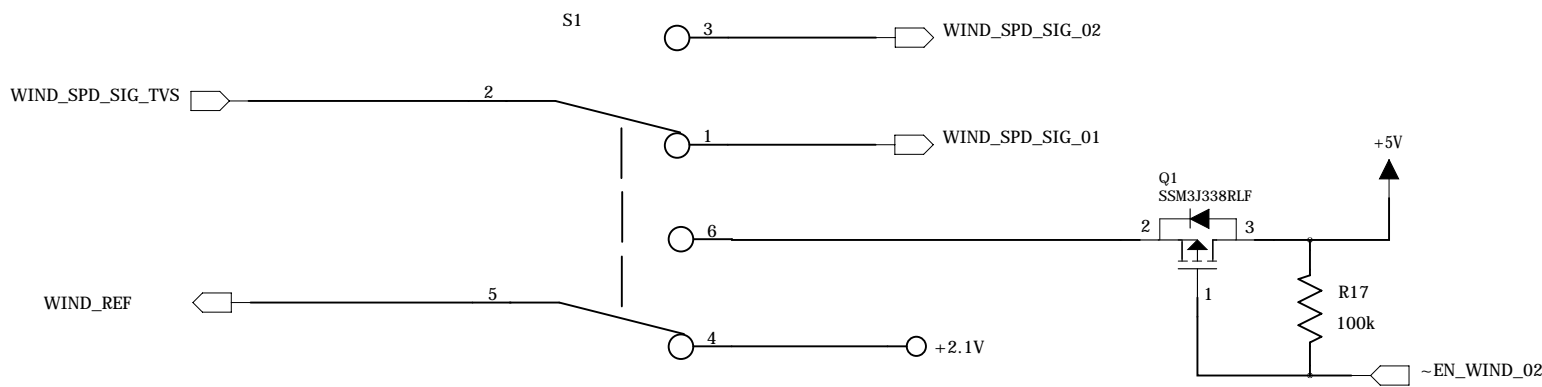 S1
3
WIND_SPD_SIG_02
WIND_SPD_SIG_TVS
2
1
WIND_SPD_SIG_01
+5V
Q1
SSM3J338RLF
6
2
3
WIND_REF
5
1
R17
100k
4
+2.1V
~EN_WIND_02